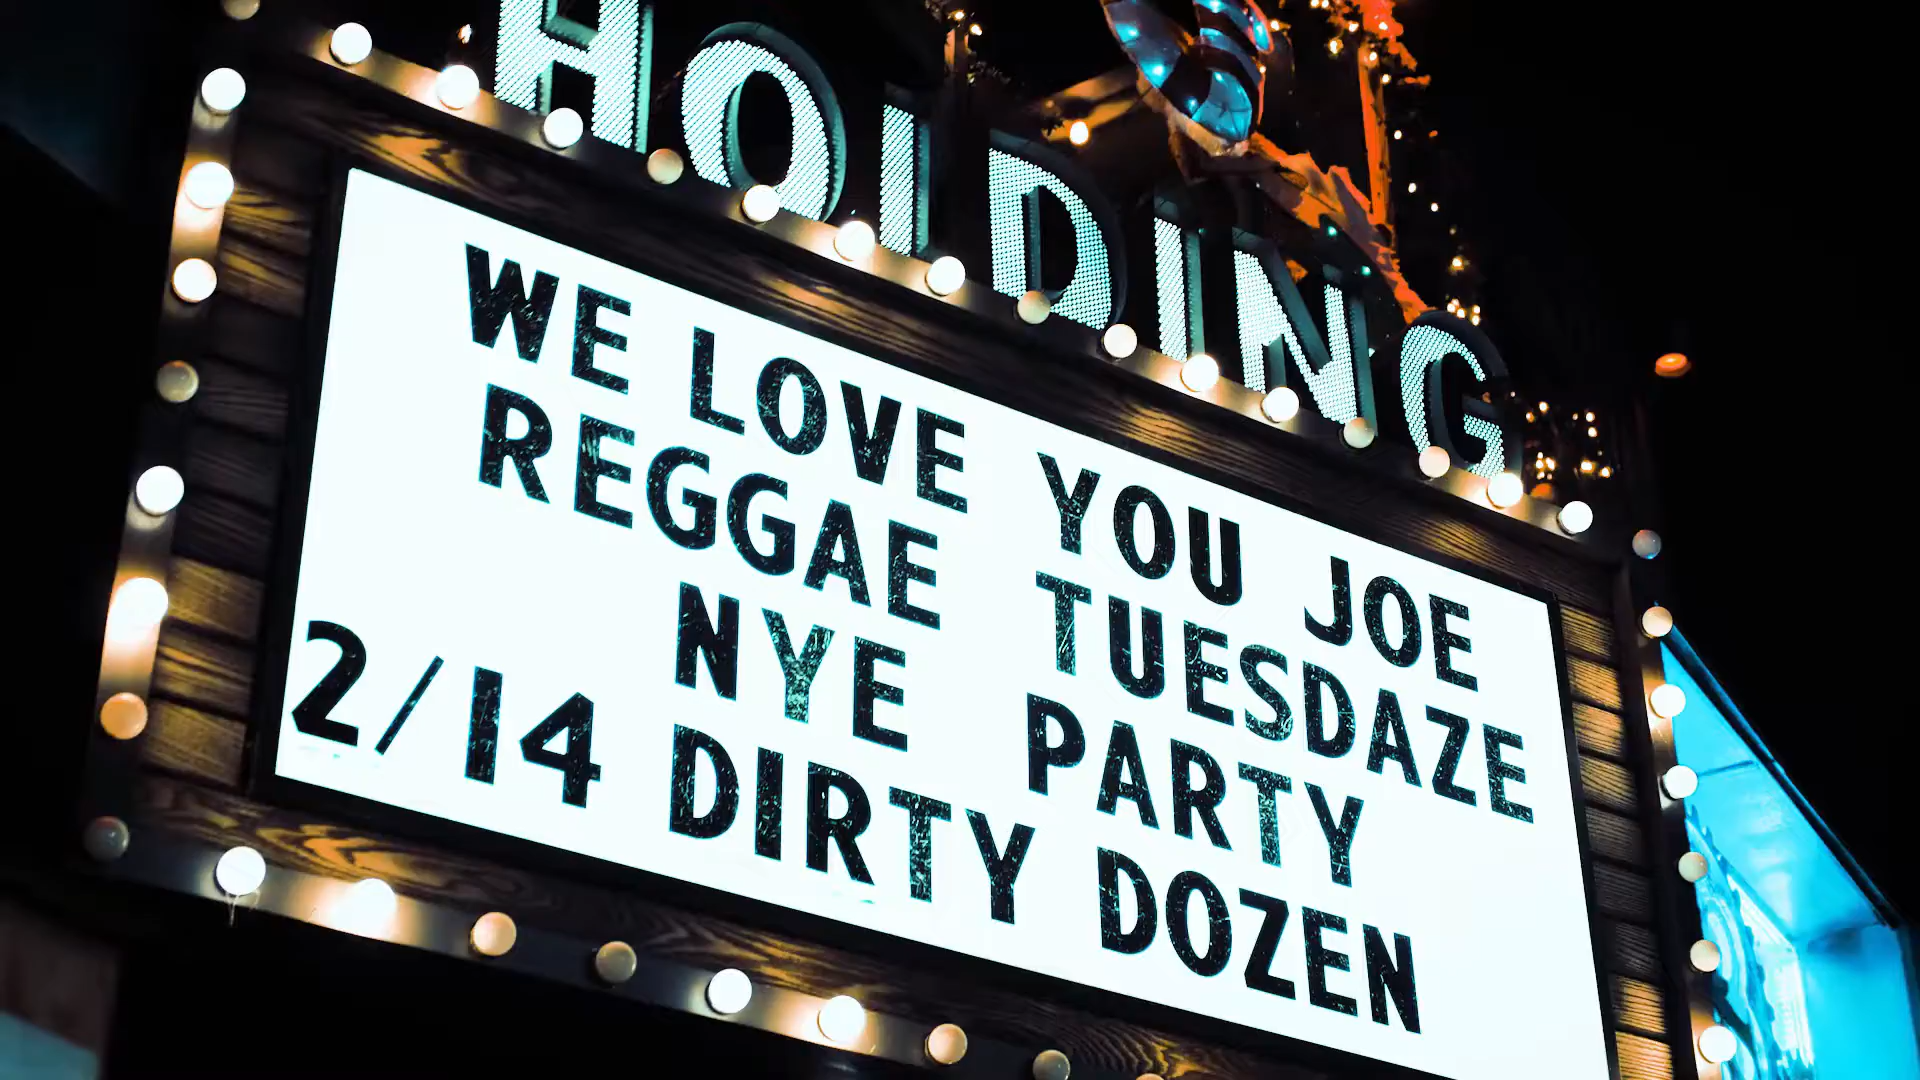 HOLDING
WE LOVE YOU JOE
REGGAE TUESDAZE
NYE PARTY
2/14 DIRTY DOZEN